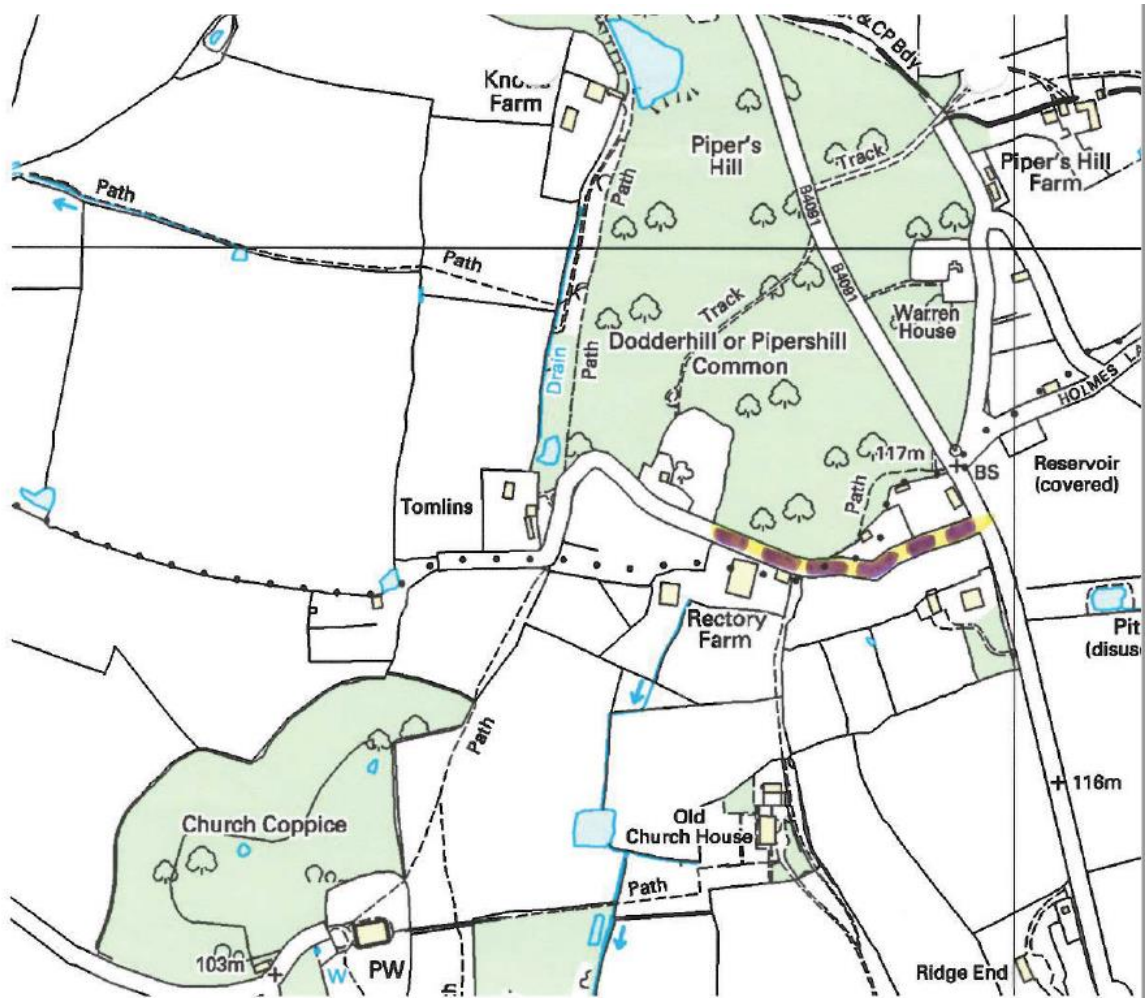 & CP Bdy
Farm
Piper's
Hill
Track
Piper's Hill
Farm
Path
Path
B4091
Path
Track
B4091
Warren
House
Dodderhill or Pipershill
Common
Drain
Path
HOLMES
117m
BS
Reservoir
(covered)
Tomlins
Path
Rectory
Farm
Pit
Path
116m
Church Coppice
Old
Church House
Path
103m
W
PW
Ridge End